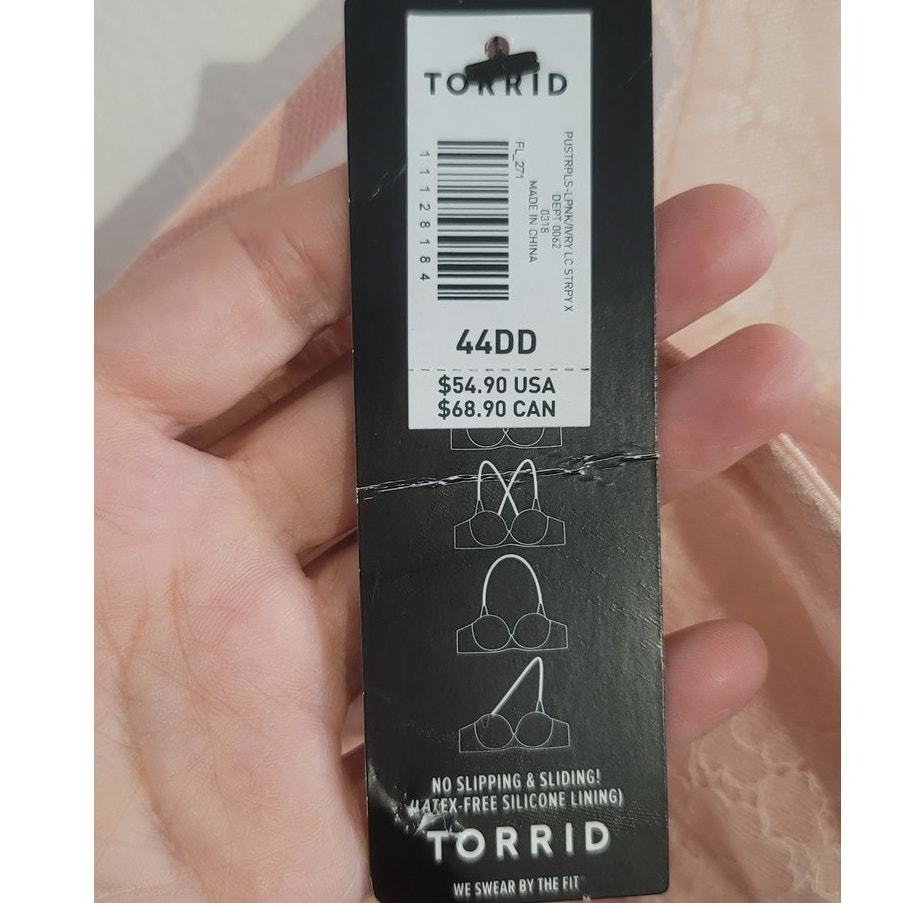 TORRID
11128184
FL_271
MADE IN CHINA
0318
DEPT 0062
PUSTRPLS-LPNK/IVRY LC STRPY X
44DD
$54.90 USA
$68.90 CAN
NO SLIPPING & SLIDING!
(LATEX-FREE SILICONE LINING)
TORRID
WE SWEAR BY THE FIT